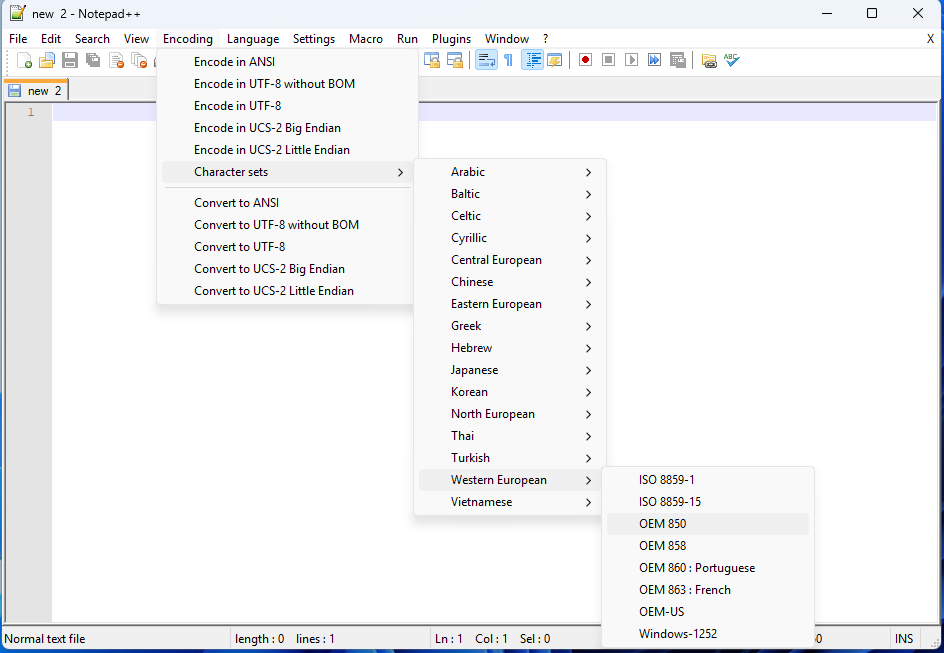 new 2 - Notepad++
File Edit Search View Encoding Language Settings Macro Run Plugins Window ? X
new 2
1
Encode in ANSI
Encode in UTF-8 without BOM
Encode in UTF-8
Encode in UCS-2 Big Endian
Encode in UCS-2 Little Endian
Character sets
Convert to ANSI
Convert to UTF-8 without BOM
Convert to UTF-8
Convert to UCS-2 Big Endian
Convert to UCS-2 Little Endian
Arabic
Baltic
Celtic
Cyrillic
Central European
Chinese
Eastern European
Greek
Hebrew
Japanese
Korean
North European
Thai
Turkish
Western European
Vietnamese
ISO 8859-1
ISO 8859-15
OEM 850
OEM 858
OEM 860 : Portuguese
OEM 863 : French
OEM-US
Windows-1252
Normal text file length : 0 lines : 1 Ln : 1 Col : 1 Sel : 0 INS